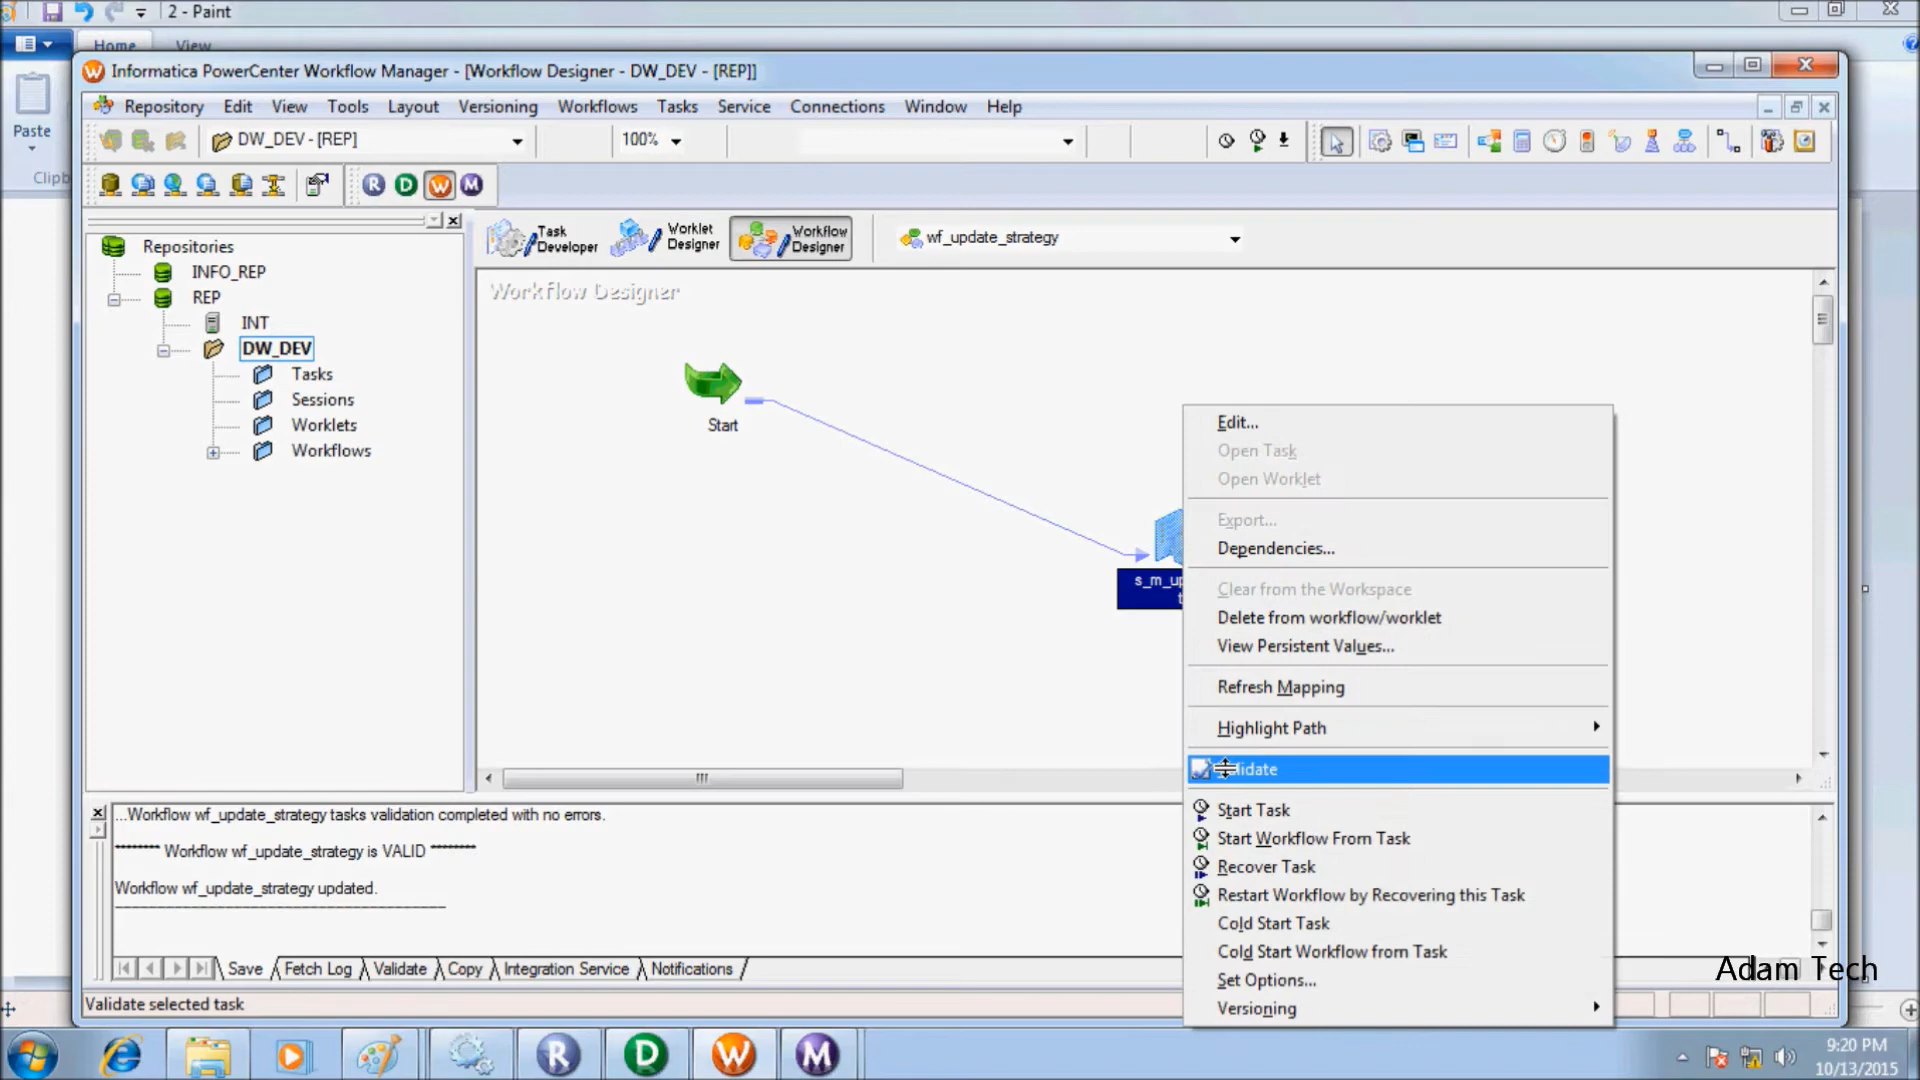 2 - Paint
Home View
Paste
Clipb
Informatica PowerCenter Workflow Manager - [Workflow Designer - DW_DEV - [REP]]
Repository Edit View Tools Layout Versioning Workflows Tasks Service Connections Window Help
DW_DEV - [REP]
100%
R D W M
Task Developer
Worklet Designer
Workflow Designer
wf_update_strategy
Repositories
INFO_REP
REP
INT
DW_DEV
Tasks
Sessions
Worklets
Workflows
Workflow Designer
Start
s_m_up
t
Edit...
Open Task
Open Worklet
Export...
Dependencies...
Clear from the Workspace
Delete from workflow/worklet
View Persistent Values...
Refresh Mapping
Highlight Path
lidate
Start Task
Start Workflow From Task
Recover Task
Restart Workflow by Recovering this Task
Cold Start Task
Cold Start Workflow from Task
Set Options...
Versioning
...Workflow wf_update_strategy tasks validation completed with no errors.
******** Workflow wf_update_strategy is VALID ********
Workflow wf_update_strategy updated.
Save Fetch Log Validate Copy Integration Service Notifications
Validate selected task
Adam Tech
R D W M
9:20 PM
10/13/2015